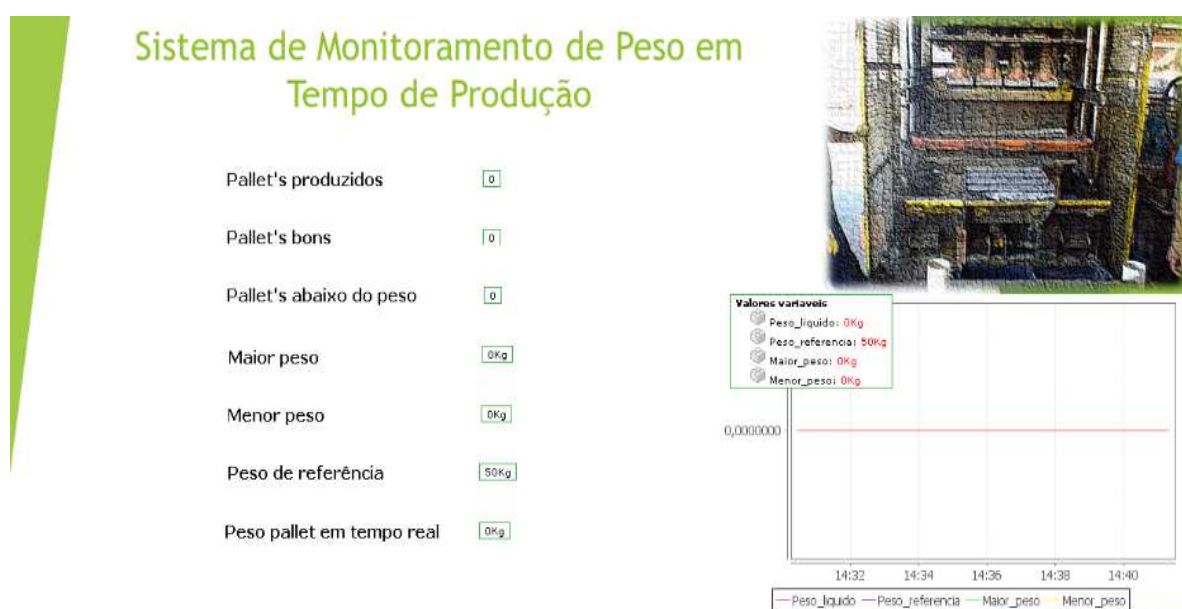 Sistema de Monitoramento de Peso em
Tempo de Produção
Pallet's produzidos 0
Pallet's bons 0
Pallet's abaixo do peso 0
Maior peso 0Kg
Menor peso 0Kg
Peso de referência 50Kg
Peso pallet em tempo real 0Kg
Valores variaveis
Peso_liquido: 0Kg
Peso_referencia: 50Kg
Maior_peso: 0Kg
Menor_peso: 0Kg
0,0000000
14:32 14:34 14:36 14:38 14:40
Peso_liquido Peso_referencia Maior_peso Menor_peso